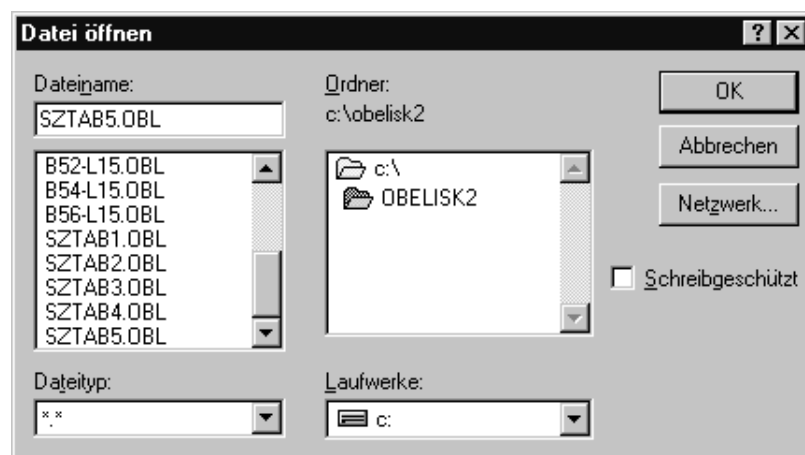 Datei öffnen
Dateiname:
SZTAB5.OBL
B52-L15.OBL
B54-L15.OBL
B56-L15.OBL
SZTAB1.OBL
SZTAB2.OBL
SZTAB3.OBL
SZTAB4.OBL
SZTAB5.OBL
Dateityp:
*.*
Ordner:
c:\obelisk2
c:\
OBELISK2
Laufwerke:
c:
OK
Abbrechen
Netzwerk...
Schreibgeschützt